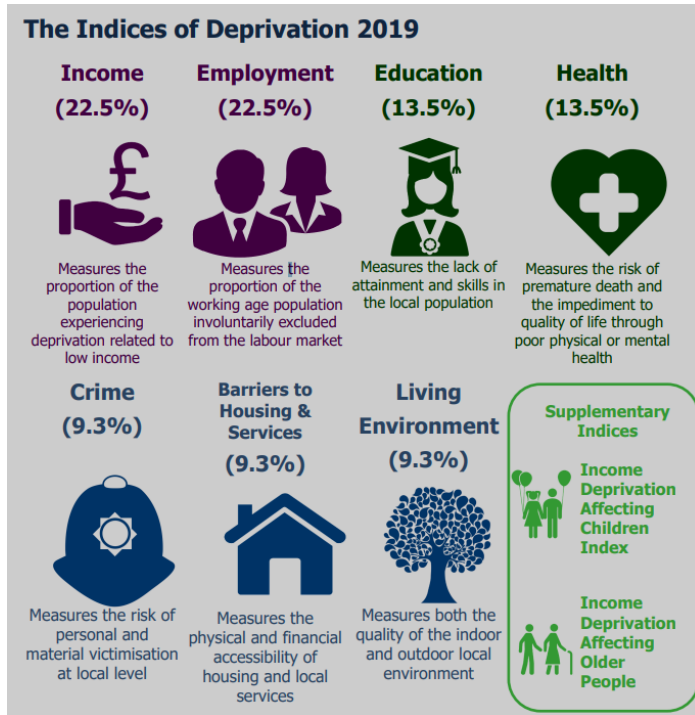 The Indices of Deprivation 2019
Income
(22.5%)
Measures the
proportion of the
population
experiencing
deprivation related to
low income
Employment
(22.5%)
Measures the
proportion of the
working age population
involuntarily excluded
from the labour market
Education
(13.5%)
Measures the lack of
attainment and skills in
the local population
Health
(13.5%)
Measures the risk of
premature death and
the impediment to
quality of life through
poor physical or mental
health
Crime
(9.3%)
Measures the risk of
personal and
material victimisation
at local level
Barriers to
Housing &
Services
(9.3%)
Measures the
physical and financial
accessibility of
housing and local
services
Living
Environment
(9.3%)
Measures both the
quality of the indoor
and outdoor local
environment
Supplementary
Indices
Income
Deprivation
Affecting
Children
Index
Income
Deprivation
Affecting
Older
People